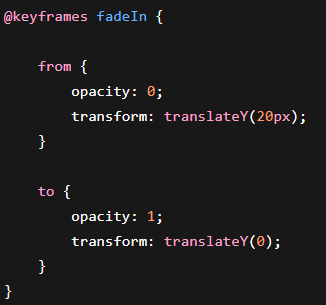 @keyframes fadeIn {
    from {
        opacity: 0;
        transform: translateY(20px);
    }
    to {
        opacity: 1;
        transform: translateY(0);
    }
}